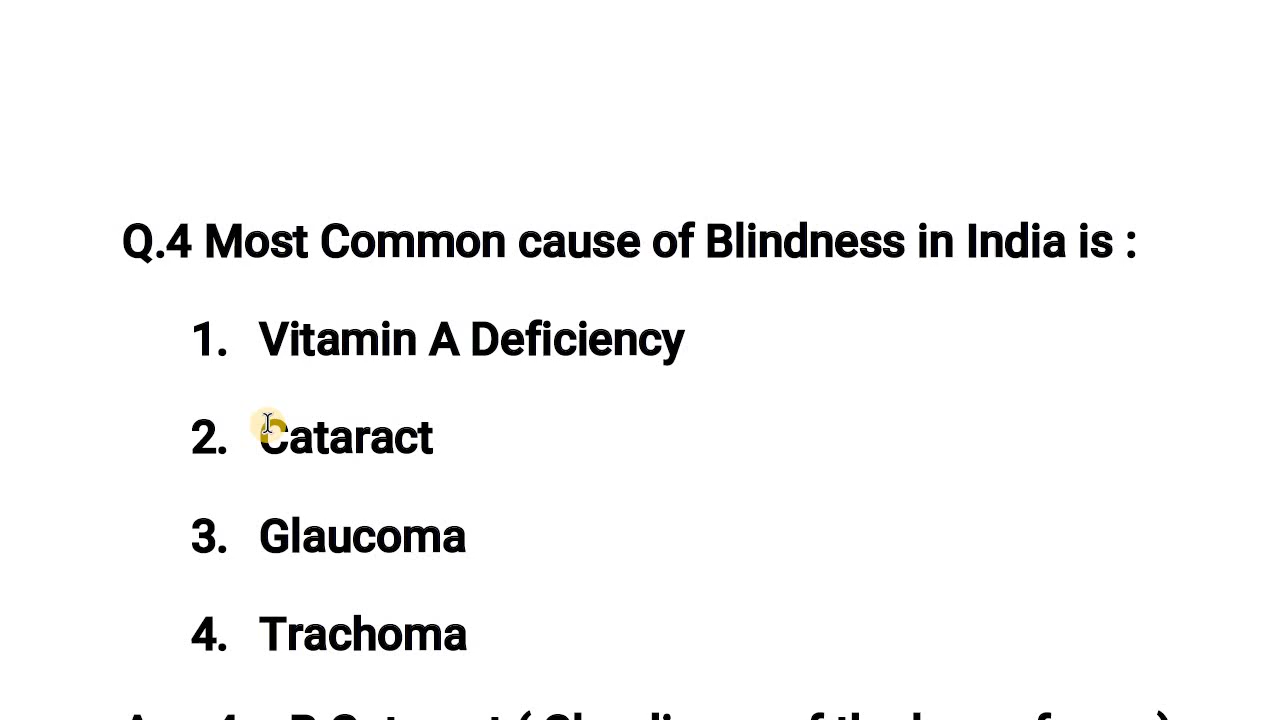 Q.4 Most Common cause of Blindness in India is :
1. Vitamin A Deficiency
2. Cataract
3. Glaucoma
4. Trachoma